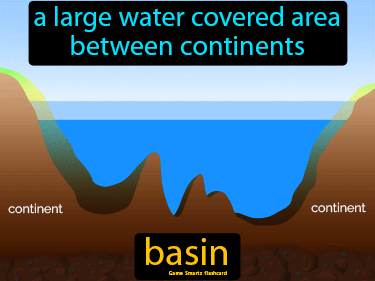 a large water covered area
between continents
continent
continent
basin
Game Smartz flashcard